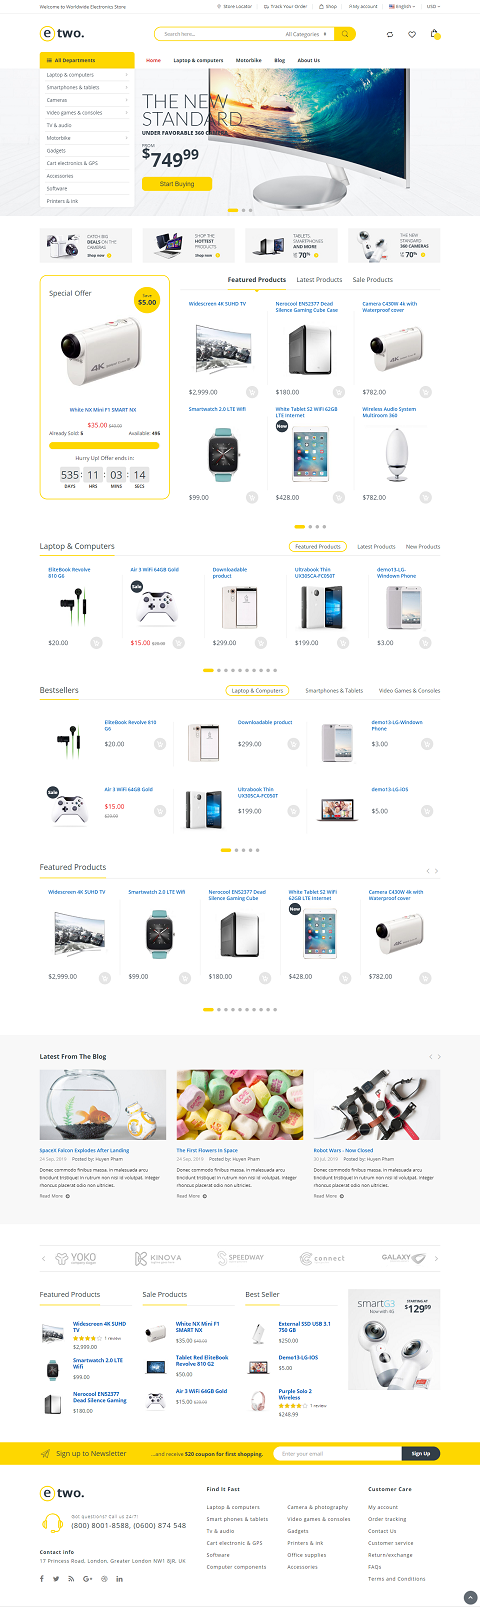 Welcome to Worldwide Electronics Store
Store Locator
Track Your Order
Shop
My account
English
USD
e two.
Search here...
All Categories
All Departments
Home
Laptop & computers
Motorbike
Blog
About Us
Laptop & computers
Smartphones & tablets
Cameras
Video games & consoles
TV & audio
Motorbike
Gadgets
Cart electronics & GPS
Accessories
Software
Printers & ink
THE NEW
STANDARD
UNDER FAVORABLE 360 CAMERAS
FROM
$749 99
Start Buying
CATCH BIG
DEALS ON THE
CAMERAS
Shop now
SHOP THE
HOTTEST
PRODUCTS
Shop now
TABLETS,
SMARTPHONES
AND MORE
70%
THE NEW
STANDARD
360 CAMERAS
70%
Special Offer
Save
$5.00
4K
White NX Mini F1 SMART NX
$35.00 $40.00
Already Sold: 5
Available: 495
Hurry Up! Offer ends in:
535 : 11 : 03 : 14
DAYS HRS MINS SECS
Featured Products
Latest Products
Sale Products
Widescreen 4K SUHD TV
$2,999.00
Nerocool EN52377 Dead
Silence Gaming Cube Case
$180.00
Camera C430W 4k with
Waterproof cover
$782.00
Smartwatch 2.0 LTE Wifi
$99.00
White Tablet S2 WiFi 62GB
LTE Internet
New
$428.00
Wireless Audio System
Multiroom 360
$782.00
Laptop & Computers
Featured Products
Latest Products
New Products
EliteBook Revolve
810 G6
$20.00
Air 3 WiFi 64GB Gold
Sale
$15.00 $20.00
Downloadable
product
$299.00
Ultrabook Thin
UX305CA-FC050T
$199.00
demo13-LG-
Windown Phone
$3.00
Bestsellers
Laptop & Computers
Smartphones & Tablets
Video Games & Consoles
EliteBook Revolve 810
G6
$20.00
Downloadable product
$299.00
demo13-LG-Windown
Phone
$3.00
Sale
Air 3 WiFi 64GB Gold
$15.00
$20.00
Ultrabook Thin
UX305CA-FC050T
$199.00
demo13-LG-iOS
$5.00
Featured Products
Widescreen 4K SUHD TV
$2,999.00
Smartwatch 2.0 LTE Wifi
$99.00
Nerocool EN52377 Dead
Silence Gaming Cube
$180.00
White Tablet S2 WiFi
62GB LTE Internet
New
$428.00
Camera C430W 4k with
Waterproof cover
$782.00
Latest From The Blog
SpaceX Falcon Explodes After Landing
24 Sep, 2019 Posted by: Huyen Pham
Donec commodo finibus massa. In malesuada arcu
tincidunt tristique! In rutrum non nisi id volutpat. Integer
rhoncus placerat odio non ultricies.
Read More
The First Flowers In Space
24 Sep, 2019 Posted by: Huyen Pham
Donec commodo finibus massa. In malesuada arcu
tincidunt tristique! In rutrum non nisi id volutpat. Integer
rhoncus placerat odio non ultricies.
Read More
Robot Wars - Now Closed
30 Jul, 2019 Posted by: Huyen Pham
Donec commodo finibus massa. In malesuada arcu
tincidunt tristique! In rutrum non nisi id volutpat. Integer
rhoncus placerat odio non ultricies.
Read More
YOKO
KINOVA
SPEEDWAY
connect
GALAXY
Featured Products
Widescreen 4K SUHD
TV
1 review
$2,999.00
Smartwatch 2.0 LTE
Wifi
$99.00
Nerocool EN52377
Dead Silence Gaming
$180.00
Sale Products
White NX Mini F1
SMART NX
$35.00 $40.00
Tablet Red EliteBook
Revolve 810 G2
$50.00
Air 3 WiFi 64GB Gold
$15.00 $20.00
Best Seller
External SSD USB 3.1
750 GB
$250.00
Demo13-LG-iOS
$5.00
Purple Solo 2
Wireless
1 review
$248.99
smartG3
Now with 4G
STARTING AT
$129 99
Sign up to Newsletter
...and receive $20 coupon for first shopping.
Enter your email
Sign Up
e two.
Got questions? Call us 24/7!
(800) 8001-8588, (0600) 874 548
Contact info
17 Princess Road, London, Greater London NW1 8JR, UK
Find It Fast
Laptop & computers
Smart phones & tablets
Tv & audio
Cart electronic & GPS
Software
Computer components
Camera & photography
Video games & consoles
Gadgets
Printers & ink
Office supplies
Accessories
Customer Care
My account
Order tracking
Contact Us
Customer service
Return/exchange
FAQs
Terms and Conditions